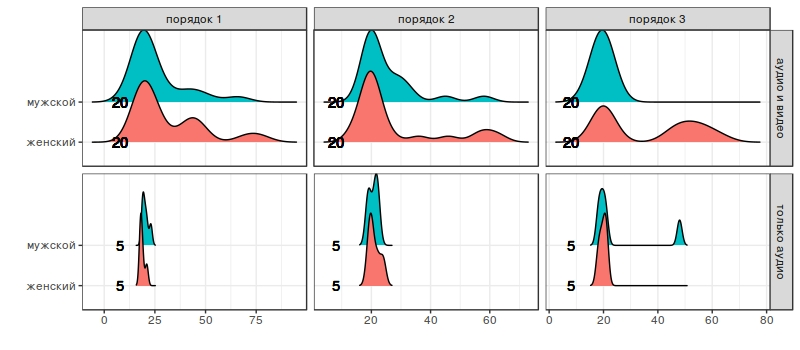 порядок 1 порядок 2 порядок 3
мужской 20 20 20
женский 20 20 20
аудио и видео
мужской 5 5 5
женский 5 5 5
только аудио
0 25 50 75 20 40 60 0 20 40 60 80